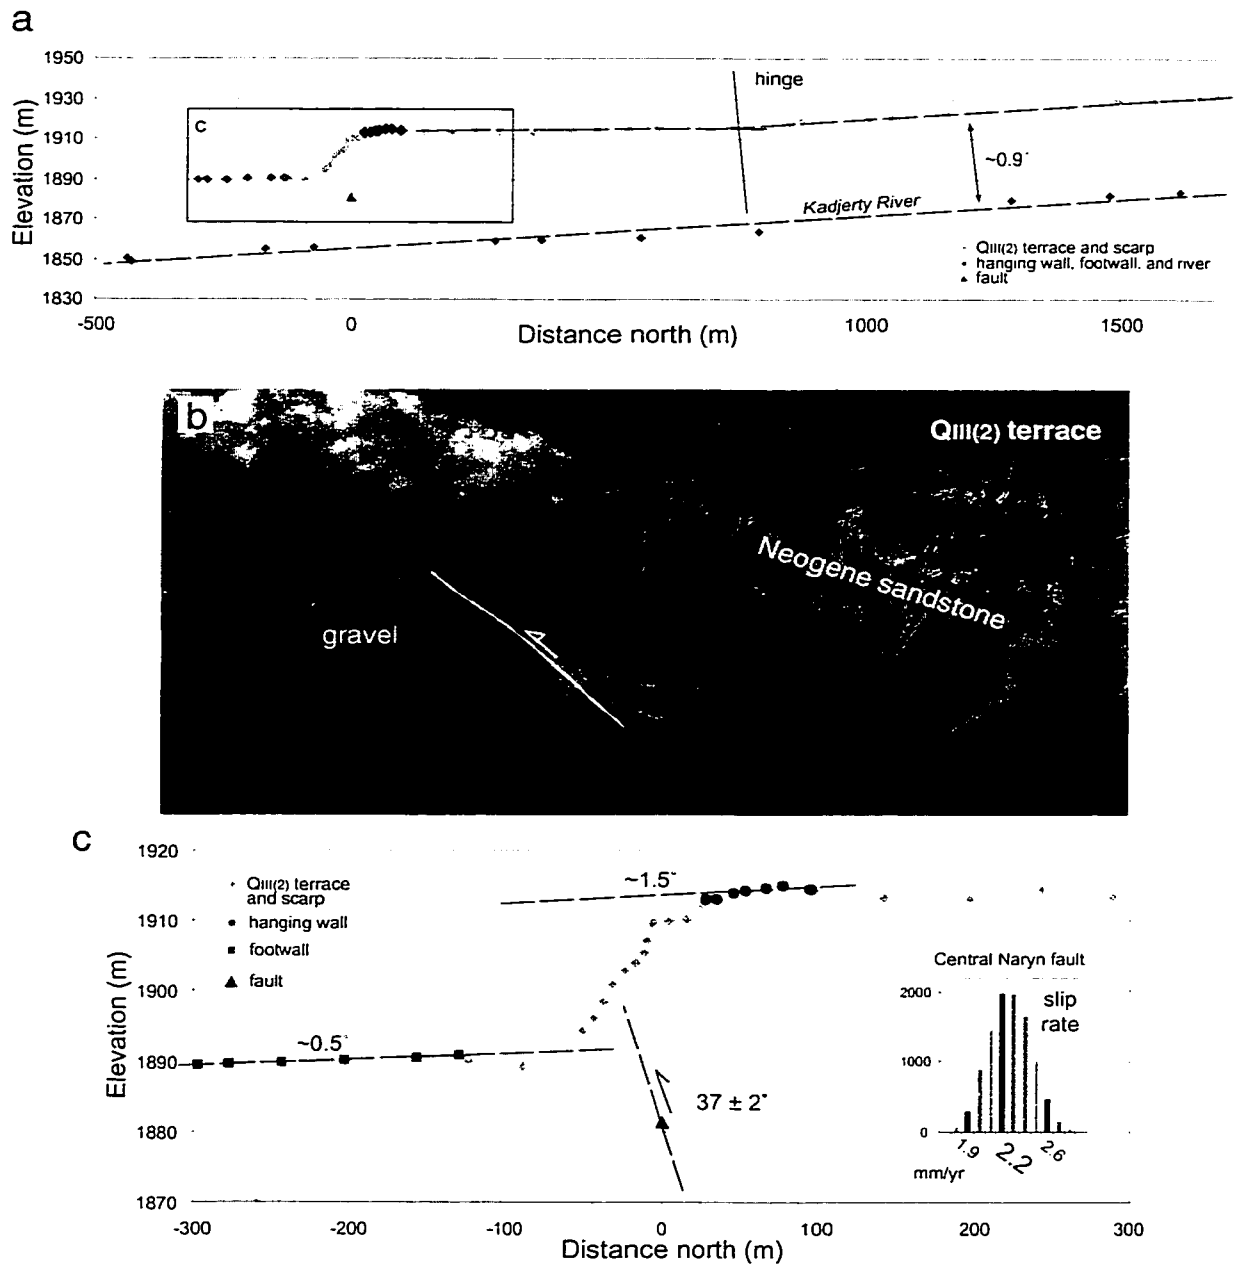 a
1950
1930
1910
1890
1870
1850
1830
Elevation (m)
c
hinge
~0.9°
Kadjerty River
QIII(2) terrace and scarp
hanging wall, footwall, and river
fault
-500
0
1000
1500
Distance north (m)
b
QIII(2) terrace
Neogene sandstone
gravel
c
1920
1910
1900
1890
1880
1870
Elevation (m)
QIII(2) terrace
and scarp
hanging wall
footwall
fault
~1.5°
~0.5°
37 ± 2°
Central Naryn fault
2000
1000
0
slip
rate
1.9
2.2
2.6
mm/yr
-300
-200
-100
0
100
200
300
Distance north (m)